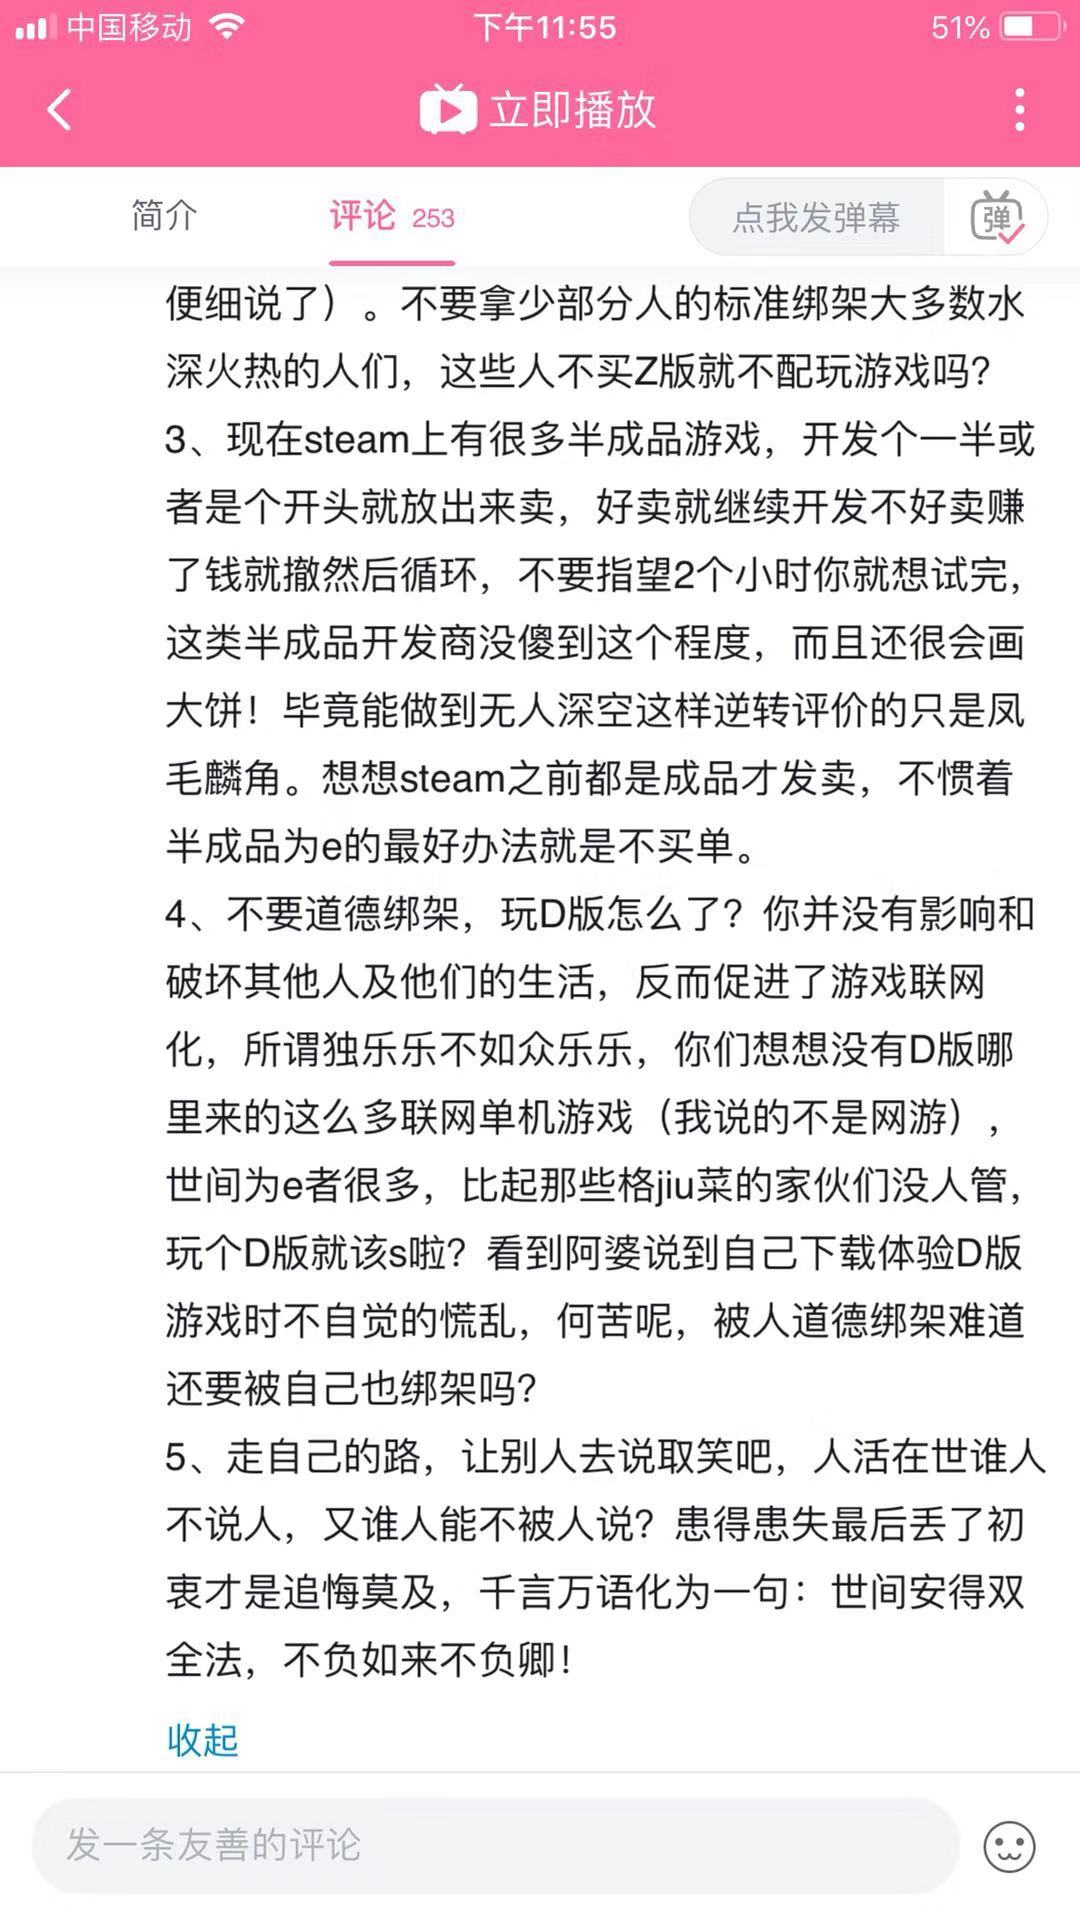 中国移动 下午11:55 51%
立即播放
简介 评论 253 点我发弹幕 弹
便细说了）。不要拿少部分人的标准绑架大多数水
深火热的人们，这些人不买Z版就不配玩游戏吗？
3、现在steam上有很多半成品游戏，开发个一半或
者是个开头就放出来卖，好卖就继续开发不好卖赚
了钱就撤然后循环，不要指望2个小时你就想试完，
这类半成品开发商没傻到这个程度，而且还很会画
大饼！毕竟能做到无人深空这样逆转评价的只是凤
毛麟角。想想steam之前都是成品才发卖，不惯着
半成品为e的最好办法就是不买单。
4、不要道德绑架，玩D版怎么了？你并没有影响和
破坏其他人及他们的生活，反而促进了游戏联网
化，所谓独乐乐不如众乐乐，你们想想没有D版哪
里来的这么多联网单机游戏（我说的不是网游），
世间为e者很多，比起那些格jiu菜的家伙们没人管，
玩个D版就该s啦？看到阿婆说到自己下载体验D版
游戏时不自觉的慌乱，何苦呢，被人道德绑架难道
还要被自己也绑架吗？
5、走自己的路，让别人去说取笑吧，人活在世谁人
不说人，又谁人能不被人说？患得患失最后丢了初
衷才是追悔莫及，千言万语化为一句：世间安得双
全法，不负如来不负卿！
收起
发一条友善的评论